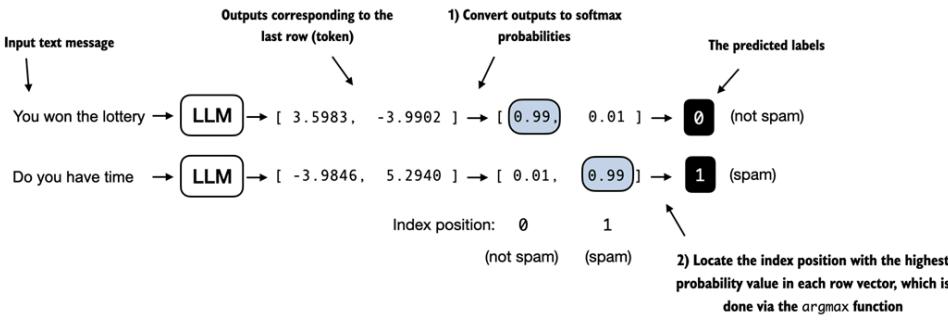 Outputs corresponding to the
last row (token)
1) Convert outputs to softmax
probabilities
Input text message
The predicted labels
You won the lottery LLM [ 3.5983, -3.9902 ] [ 0.99, 0.01 ] 0 (not spam)
Do you have time LLM [ -3.9846, 5.2940 ] [ 0.01, 0.99 ] 1 (spam)
Index position: 0 1
(not spam) (spam)
2) Locate the index position with the highest
probability value in each row vector, which is
done via the argmax function